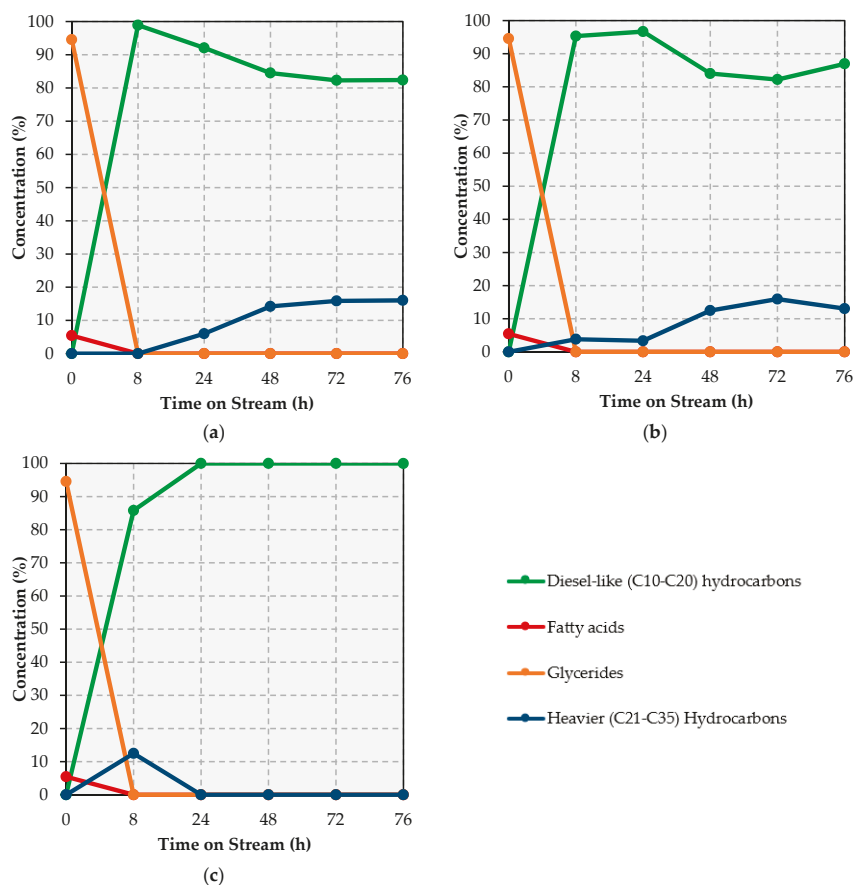 100
90
80
70
60
50
40
30
20
10
0
Concentration (%)
0 8 24 48 72 76
Time on Stream (h)
(a)
100
90
80
70
60
50
40
30
20
10
0
Concentration (%)
0 8 24 48 72 76
Time on Stream (h)
(b)
100
90
80
70
60
50
40
30
20
10
0
Concentration (%)
0 8 24 48 72 76
Time on Stream (h)
(c)
Diesel-like (C10-C20) hydrocarbons
Fatty acids
Glycerides
Heavier (C21-C35) Hydrocarbons